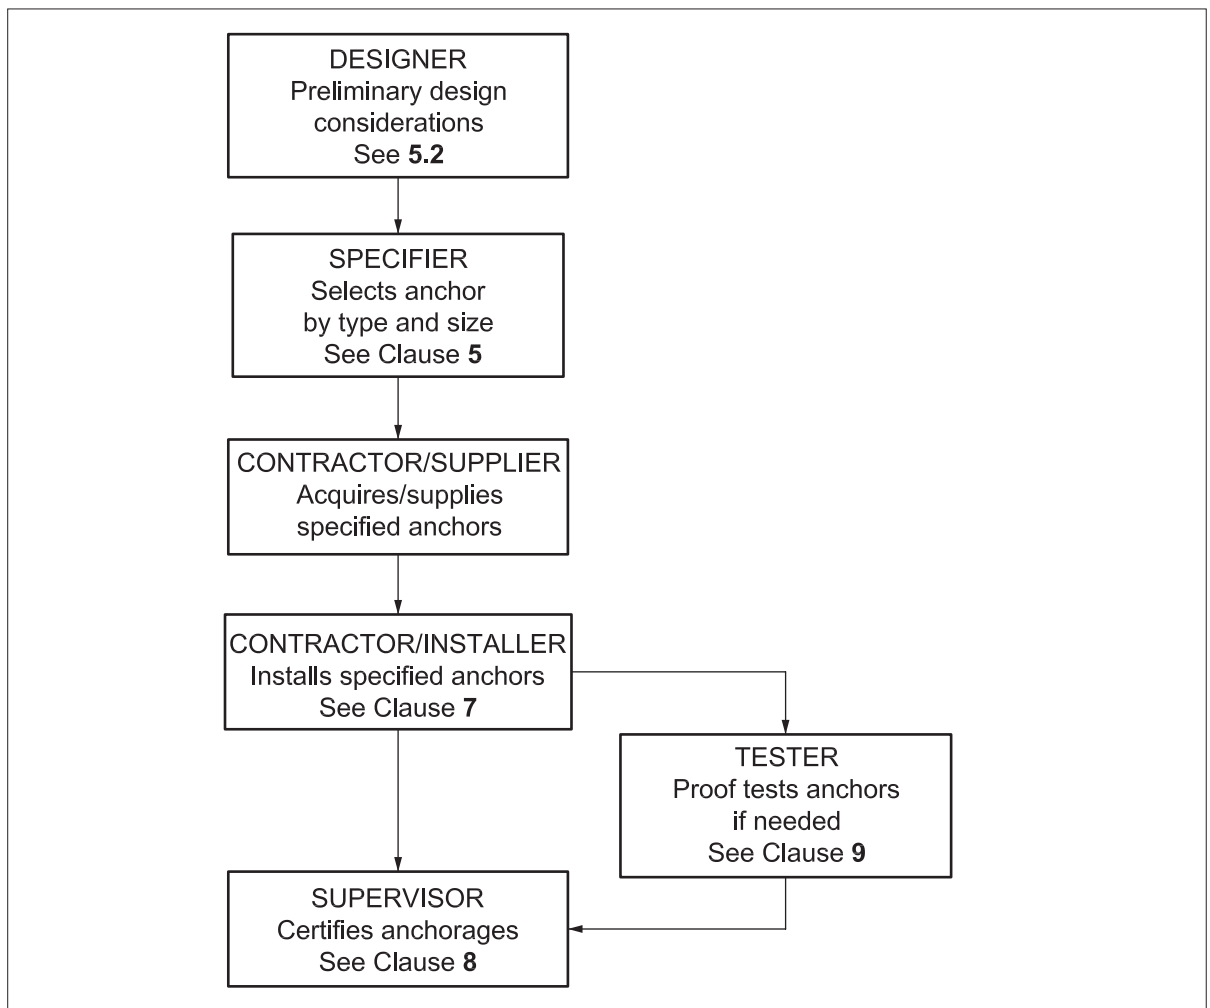 DESIGNER
Preliminary design
considerations
See 5.2
SPECIFIER
Selects anchor
by type and size
See Clause 5
CONTRACTOR/SUPPLIER
Acquires/supplies
specified anchors
CONTRACTOR/INSTALLER
Installs specified anchors
See Clause 7
TESTER
Proof tests anchors
if needed
See Clause 9
SUPERVISOR
Certifies anchorages
See Clause 8